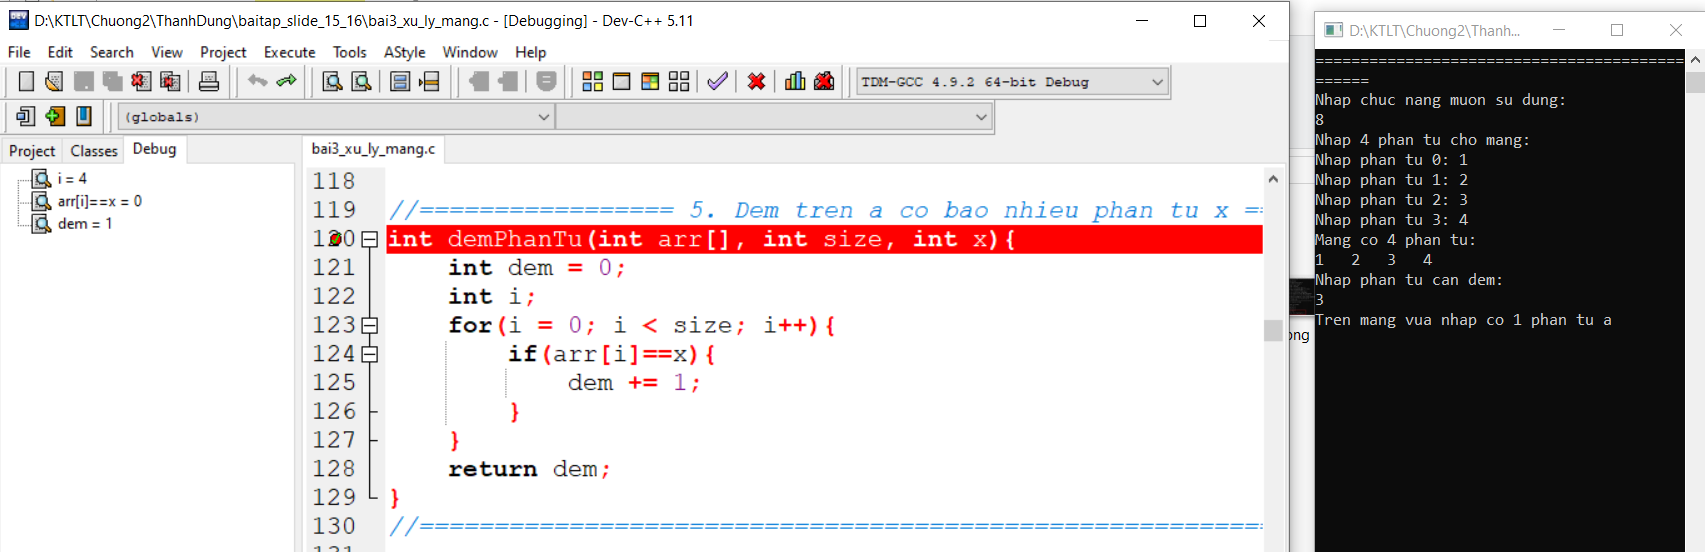 D:\KTLT\Chuong2\ThanhDung\baitap_slide_15_16\bai3_xu_ly_mang.c - [Debugging] - Dev-C++ 5.11
File Edit Search View Project Execute Tools AStyle Window Help
TDM-GCC 4.9.2 64-bit Debug
(globals)
Project Classes Debug
bai3_xu_ly_mang.c
i = 4
arr[i]==x = 0
dem = 1
118
119 //================= 5. Dem tren a co bao nhieu phan tu x ==
120 int demPhanTu(int arr[], int size, int x){
121 int dem = 0;
122 int i;
123 for(i = 0; i < size; i++){
124 if(arr[i]==x){
125 dem += 1;
126 }
127 }
128 return dem;
129 }
130 //========================================================
D:\KTLT\Chuong2\Thanh...
=========================================
======
Nhap chuc nang muon su dung:
8
Nhap 4 phan tu cho mang:
Nhap phan tu 0: 1
Nhap phan tu 1: 2
Nhap phan tu 2: 3
Nhap phan tu 3: 4
Mang co 4 phan tu:
1 2 3 4
Nhap phan tu can dem:
3
Tren mang vua nhap co 1 phan tu a
ong